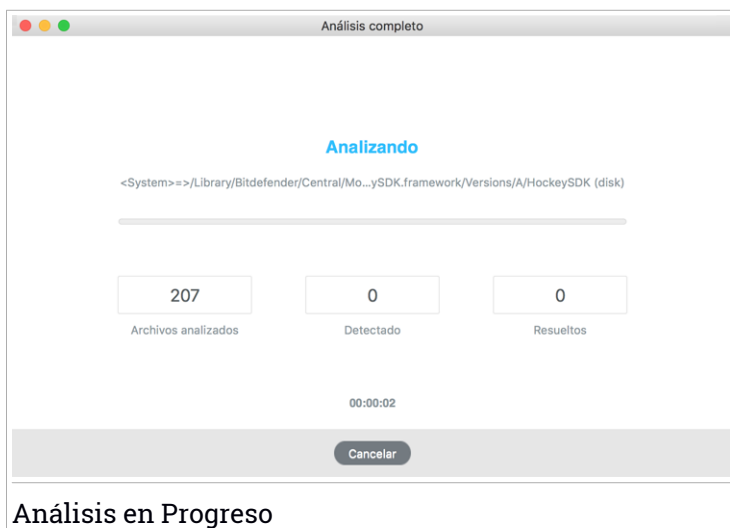 Análisis completo
Analizando
<System>=>/Library/Bitdefender/Central/Mo...ySDK.framework/Versions/A/HockeySDK (disk)
207 0 0
Archivos analizados Detectado Resueltos
00:00:02
Cancelar
Análisis en Progreso